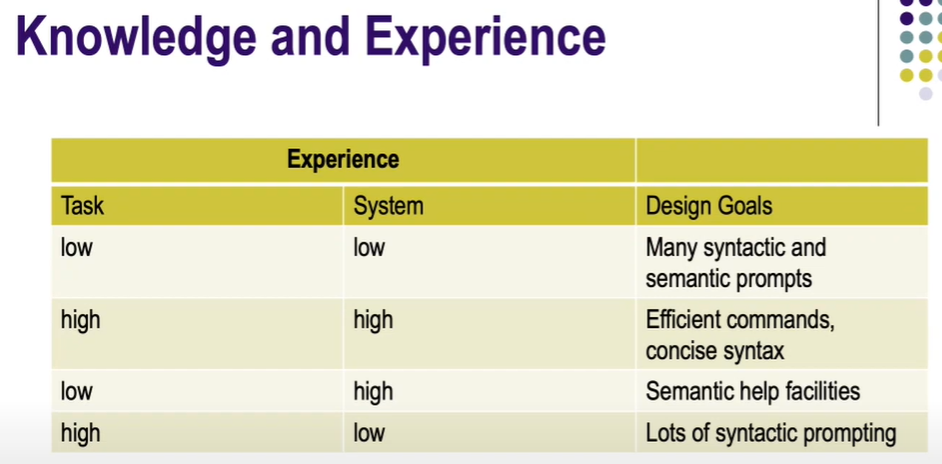 Knowledge and Experience
Experience
Task System Design Goals
low low Many syntactic and
semantic prompts
high high Efficient commands,
concise syntax
low high Semantic help facilities
high low Lots of syntactic prompting